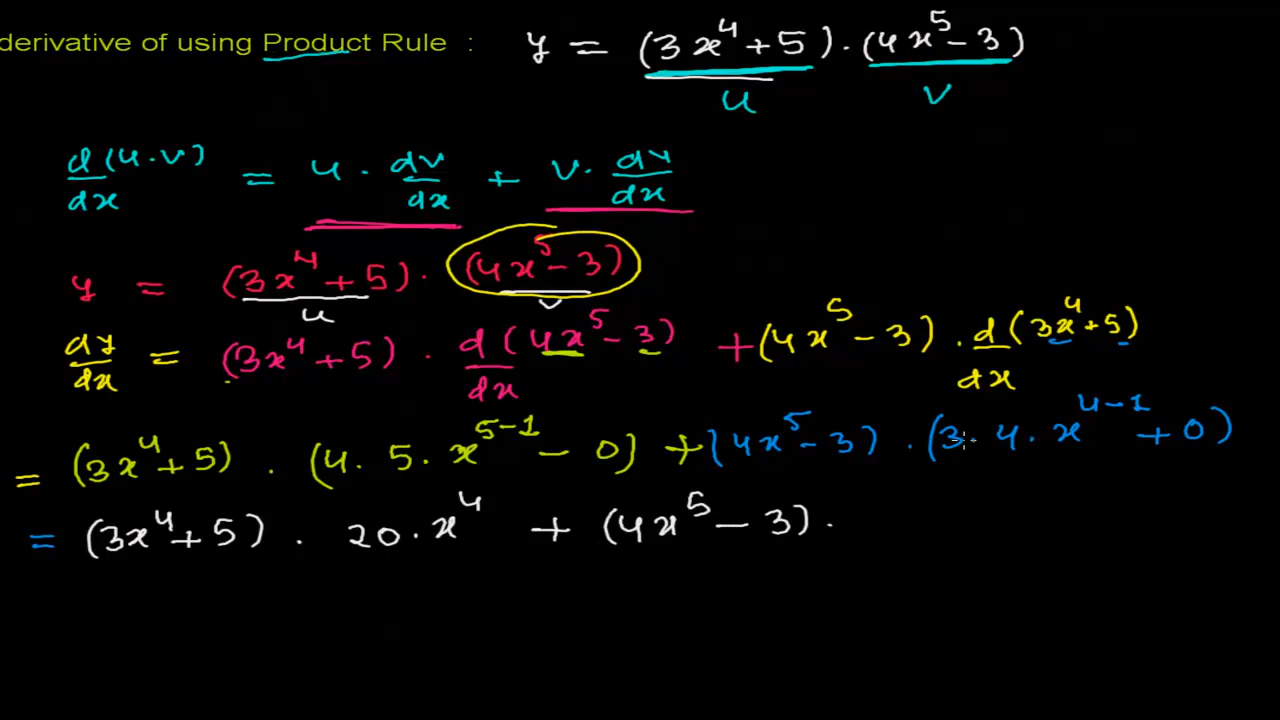 derivative of using Product Rule : y = (3x⁴+5).(4x⁵-3)
u v
d(u.v)/dx = u . dv/dx + v. du/dx
y = (3x⁴+5). (4x⁵-3)
u v
dy/dx = (3x⁴+5) . d/dx (4x⁵-3) + (4x⁵-3) . d/dx (3x⁴+5)
= (3x⁴+5) . (4. 5. x⁵⁻¹ - 0) + (4x⁵-3) . (3. 4. x⁴⁻¹ + 0)
= (3x⁴+5) . 20. x⁴ + (4x⁵-3) .